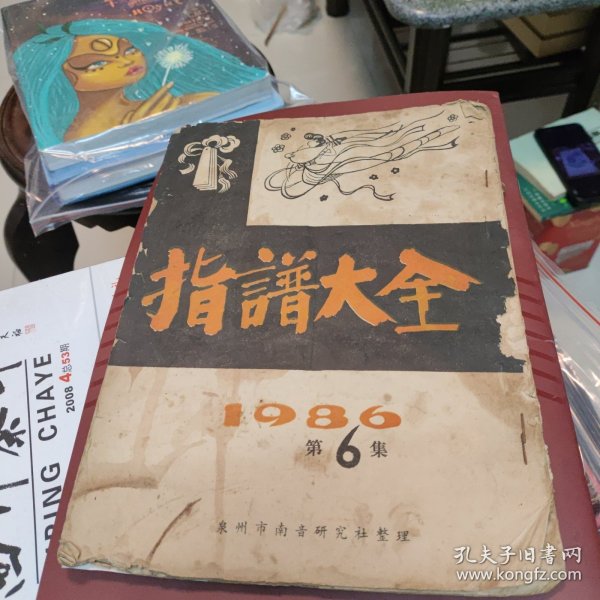 指譜大全
1986
第6集
泉州市南音研究社整理
2008 4 总53期
PING CHAYE
孔夫子旧书网
www.kongfz.com